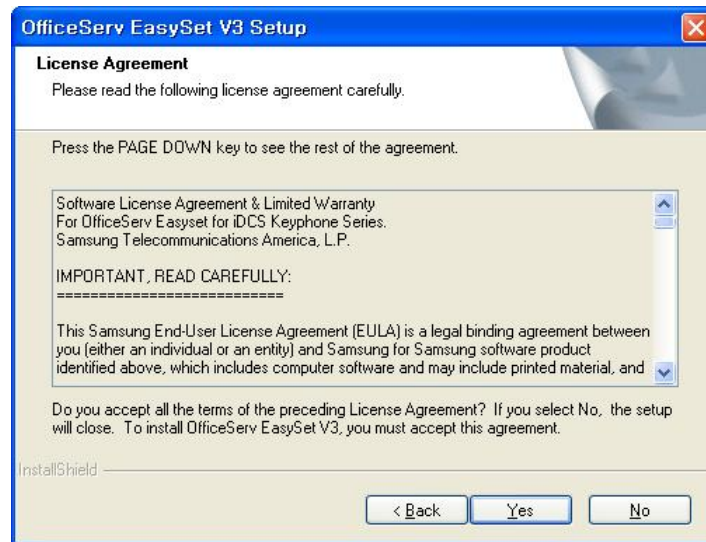 OfficeServ EasySet V3 Setup
License Agreement
Please read the following license agreement carefully.
Press the PAGE DOWN key to see the rest of the agreement.
Software License Agreement & Limited Warranty
For OfficeServ Easyset for iDCS Keyphone Series.
Samsung Telecommunications America, L.P.
IMPORTANT, READ CAREFULLY:
===========================
This Samsung End-User License Agreement (EULA) is a legal binding agreement between
you (either an individual or an entity) and Samsung for Samsung software product
identified above, which includes computer software and may include printed material, and
Do you accept all the terms of the preceding License Agreement? If you select No, the setup
will close. To install OfficeServ EasySet V3, you must accept this agreement.
InstallShield
< Back Yes No